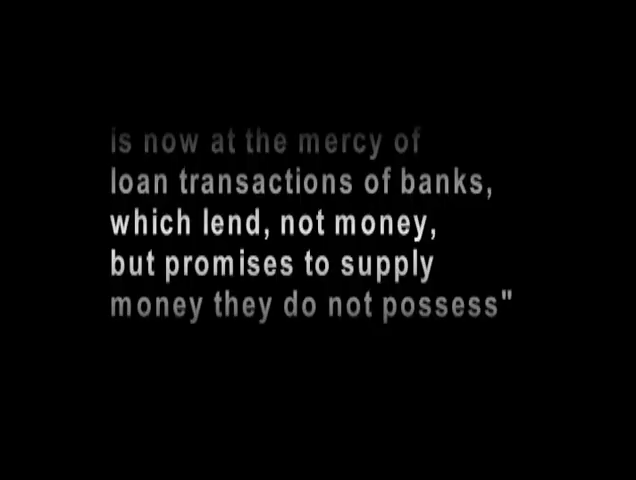 is now at the mercy of
loan transactions of banks,
which lend, not money,
but promises to supply
money they do not possess"